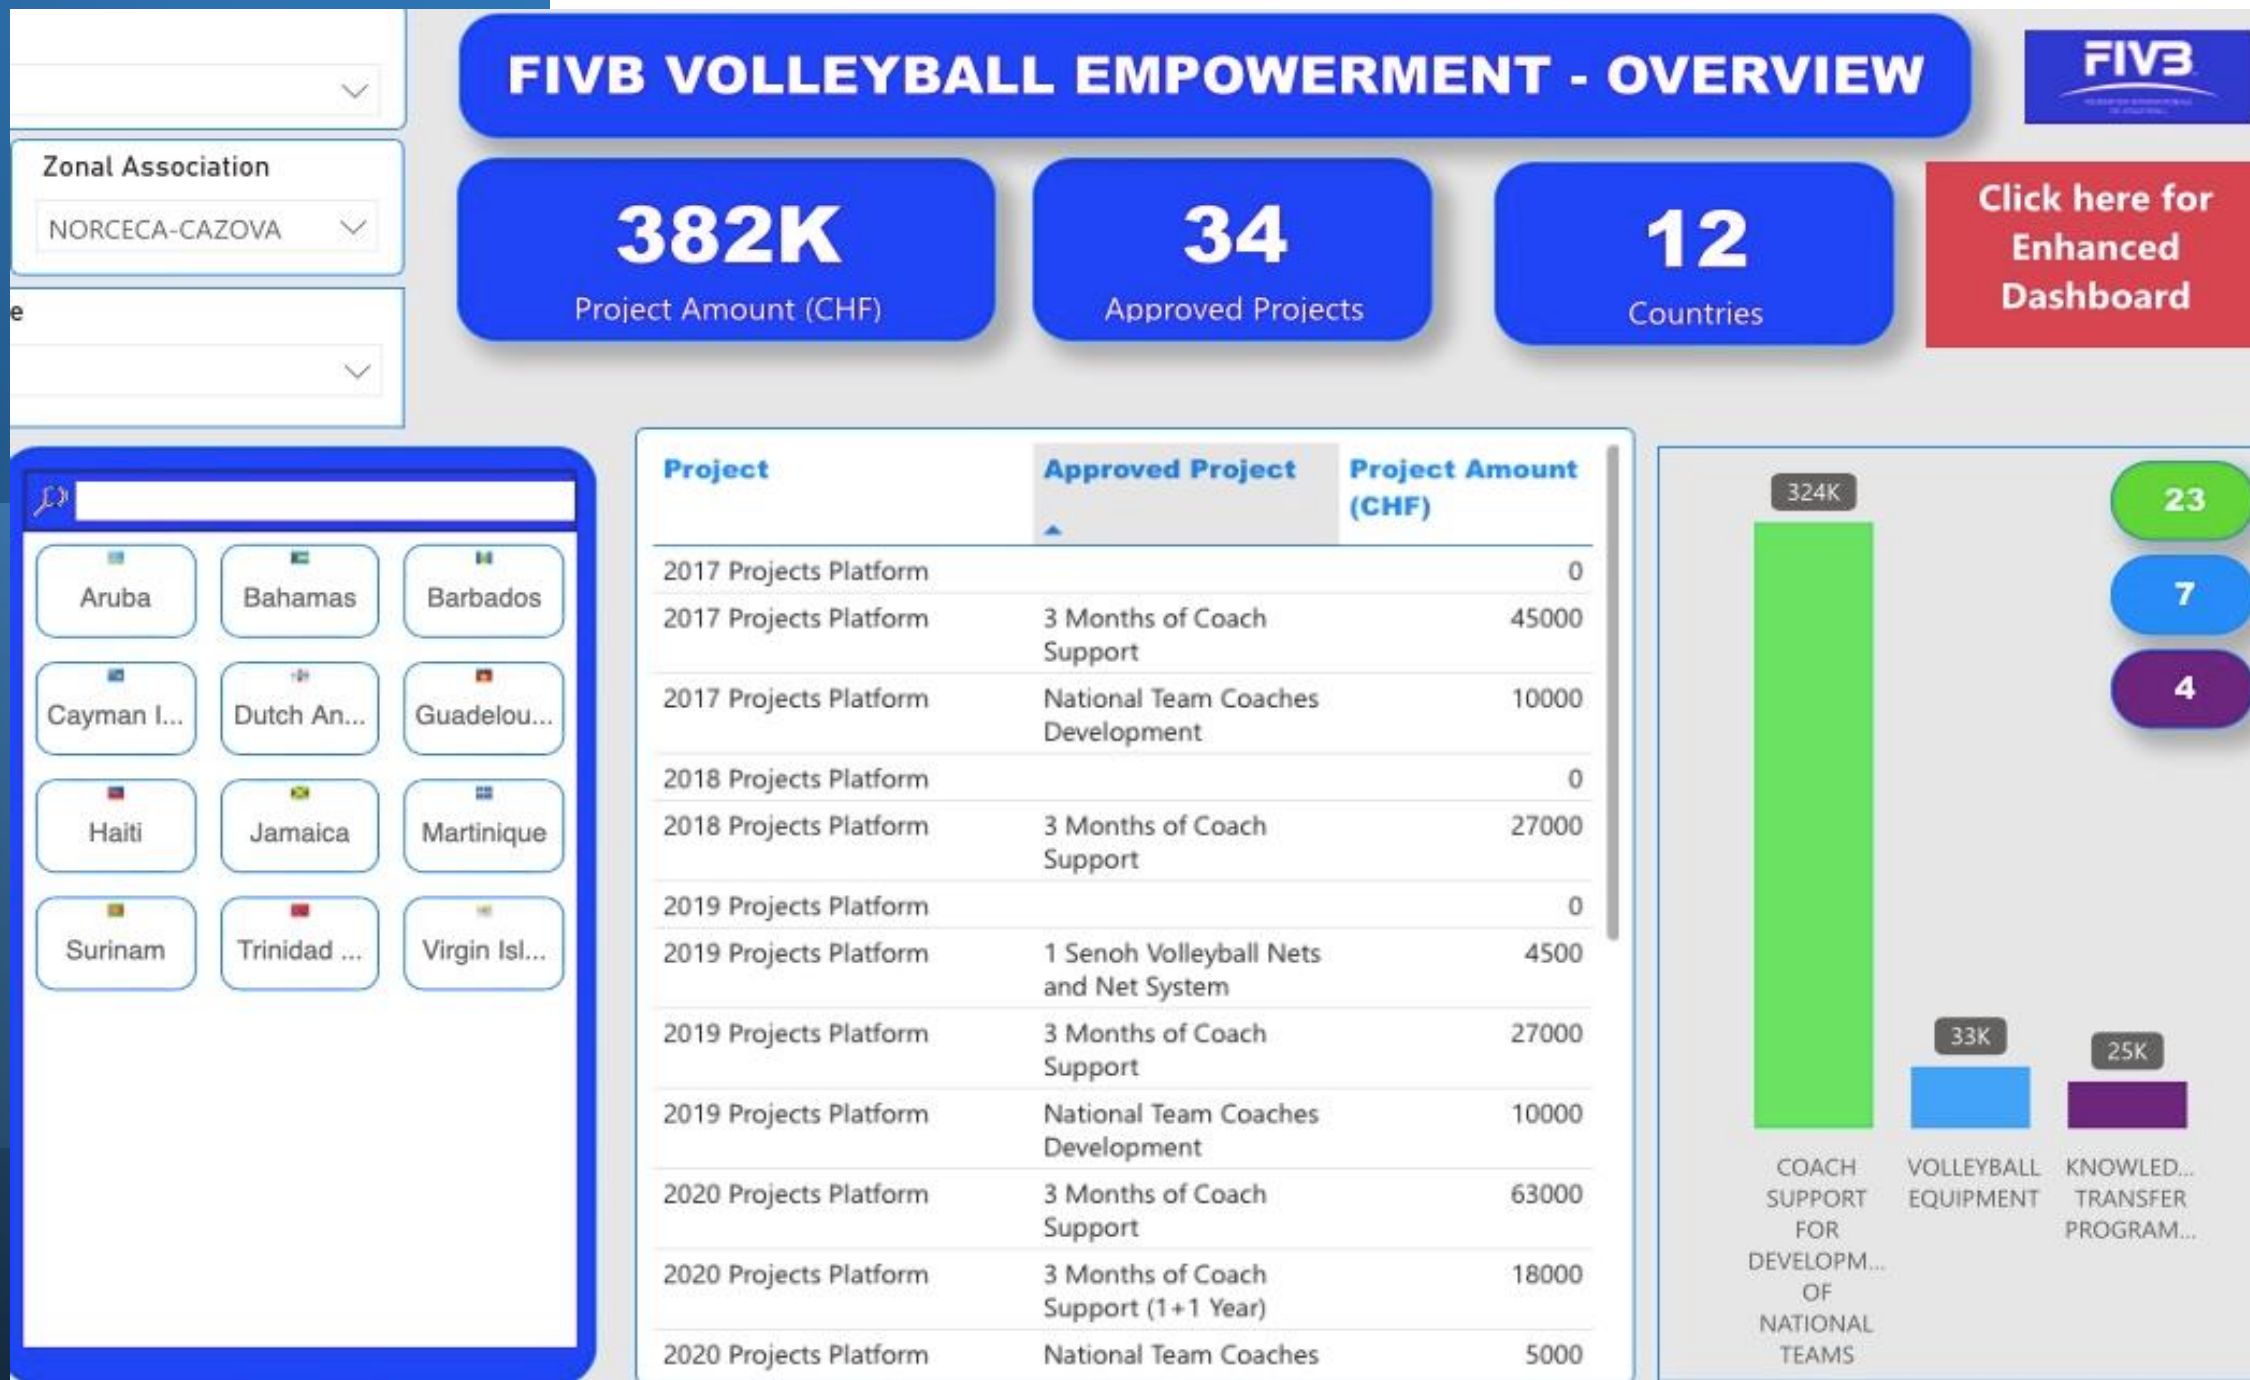 FIVB VOLLEYBALL EMPOWERMENT - OVERVIEW
FIVB
Zonal Association
NORCECA-CAZOVA
e
382K
Project Amount (CHF)
34
Approved Projects
12
Countries
Click here for
Enhanced
Dashboard
Aruba
Bahamas
Barbados
Cayman I...
Dutch An...
Guadelou...
Haiti
Jamaica
Martinique
Surinam
Trinidad ...
Virgin Isl...
Project Approved Project Project Amount
(CHF)
2017 Projects Platform 0
2017 Projects Platform 3 Months of Coach 45000
Support
2017 Projects Platform National Team Coaches 10000
Development
2018 Projects Platform 0
2018 Projects Platform 3 Months of Coach 27000
Support
2019 Projects Platform 0
2019 Projects Platform 1 Senoh Volleyball Nets 4500
and Net System
2019 Projects Platform 3 Months of Coach 27000
Support
2019 Projects Platform National Team Coaches 10000
Development
2020 Projects Platform 3 Months of Coach 63000
Support
2020 Projects Platform 3 Months of Coach 18000
Support (1+1 Year)
2020 Projects Platform National Team Coaches 5000
324K
33K
25K
23
7
4
COACH
SUPPORT
FOR
DEVELOPM...
OF
NATIONAL
TEAMS
VOLLEYBALL
EQUIPMENT
KNOWLED...
TRANSFER
PROGRAM...